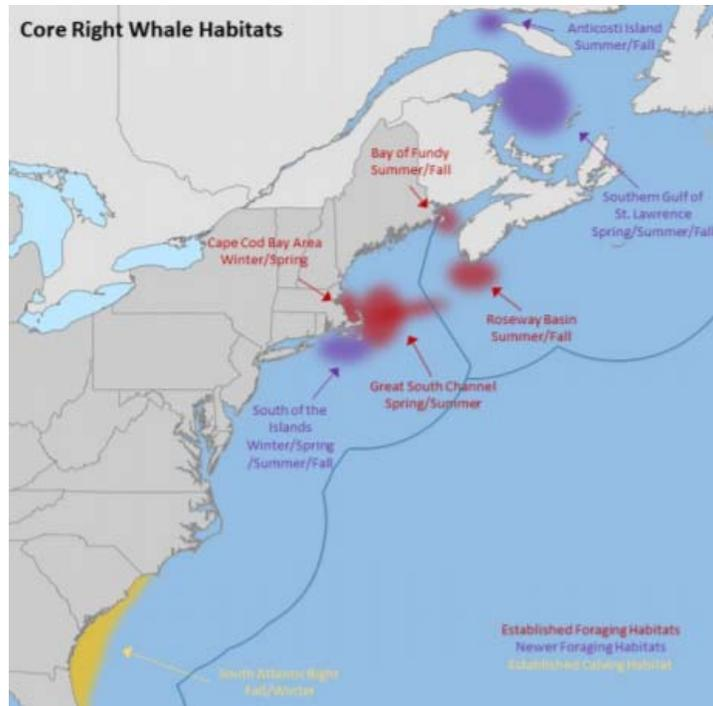 Core Right Whale Habitats
Anticosti Island
Summer/Fall
Bay of Fundy
Summer/Fall
Southern Gulf of
St. Lawrence
Spring/Summer/Fall
Cape Cod Bay Area
Winter/Spring
Roseway Basin
Summer/Fall
Great South Channel
Spring/Summer
South of the
Islands
Winter/Spring
/Summer/Fall
South Atlantic Bight
Fall/Winter
Established Foraging Habitats
Newer Foraging Habitats
Established Calving Habitat